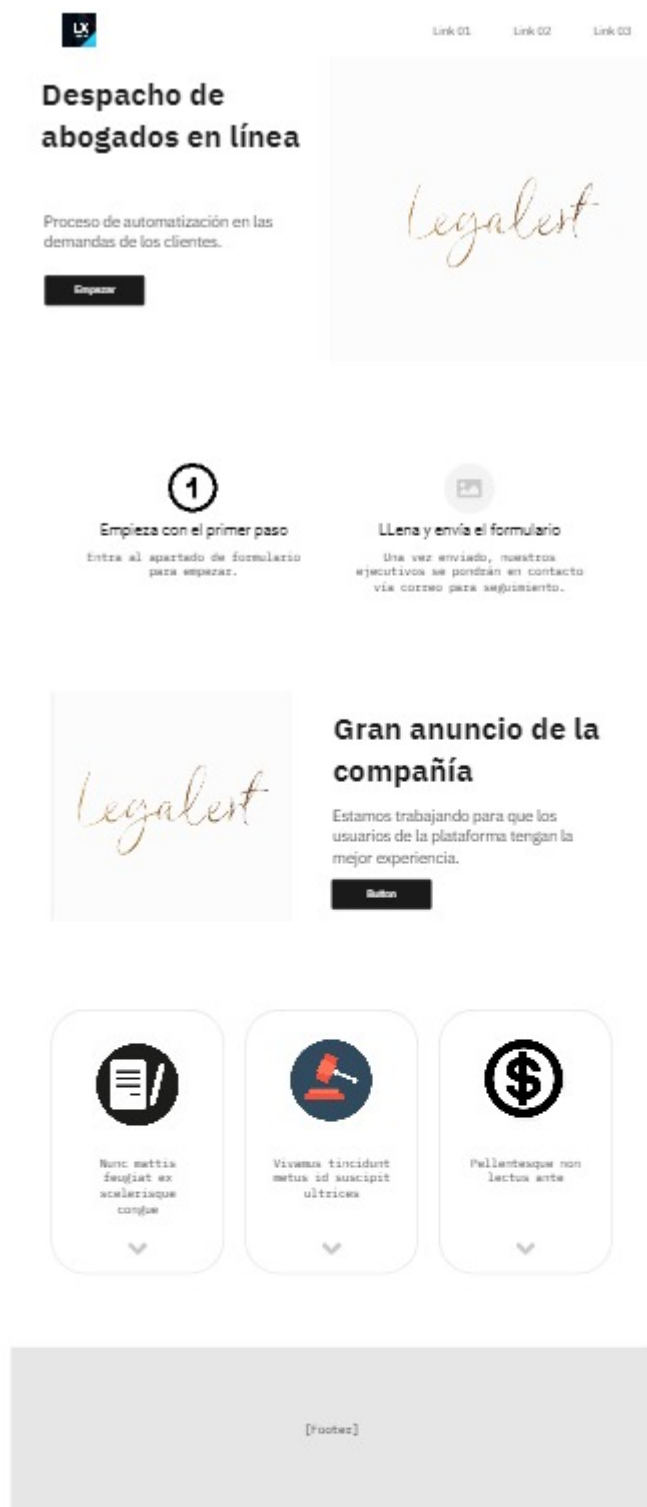 LX
Link 01
Link 02
Link 03
Despacho de
abogados en línea
Legalest
Proceso de automatización en las
demandas de los clientes.
Empezar
1
Empieza con el primer paso
Entra al apartado de formulario
para empezar.
LLena y envía el formulario
Una vez enviado, nuestros
ejecutivos se pondrán en contacto
vía correo para seguimiento.
Legalest
Gran anuncio de la
compañía
Estamos trabajando para que los
usuarios de la plataforma tengan la
mejor experiencia.
Button
$
Nunc mattis
feugiat ex
scelerisque
congue
Vivamus tincidunt
metus id suscipit
ultrices
Pellentesque non
lectus ante
[Footer]